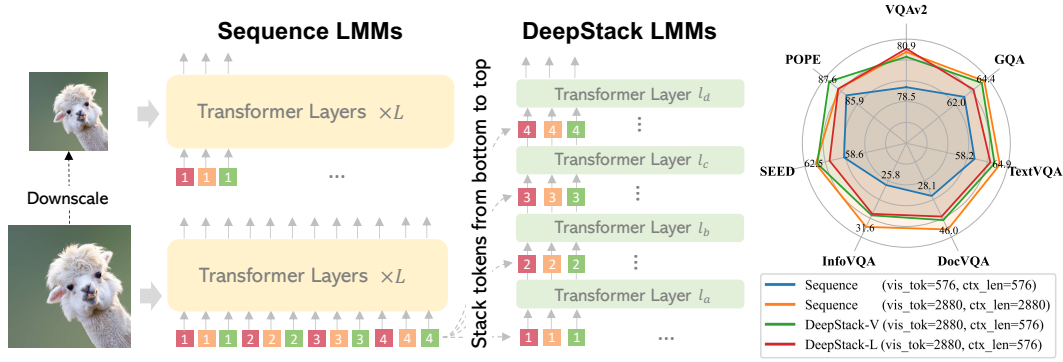 Sequence LMMs
DeepStack LMMs
Downscale
Transformer Layers ×L
1 1 1
...
Transformer Layers ×L
1 1 1 2 2 2 3 3 3 4 4 4
Stack tokens from bottom to top
Transformer Layer l_d
4 4 4
Transformer Layer l_c
3 3 3
Transformer Layer l_b
2 2 2
Transformer Layer l_a
1 1 1
...
VQAv2
80.9
POPE
GQA
87.6
64.4
78.5
85.9
62.0
58.6
58.2
SEED
62.5
64.9
TextVQA
25.8
28.1
31.6
46.0
InfoVQA
DocVQA
Sequence (vis_tok=576, ctx_len=576)
Sequence (vis_tok=2880, ctx_len=2880)
DeepStack-V (vis_tok=2880, ctx_len=576)
DeepStack-L (vis_tok=2880, ctx_len=576)